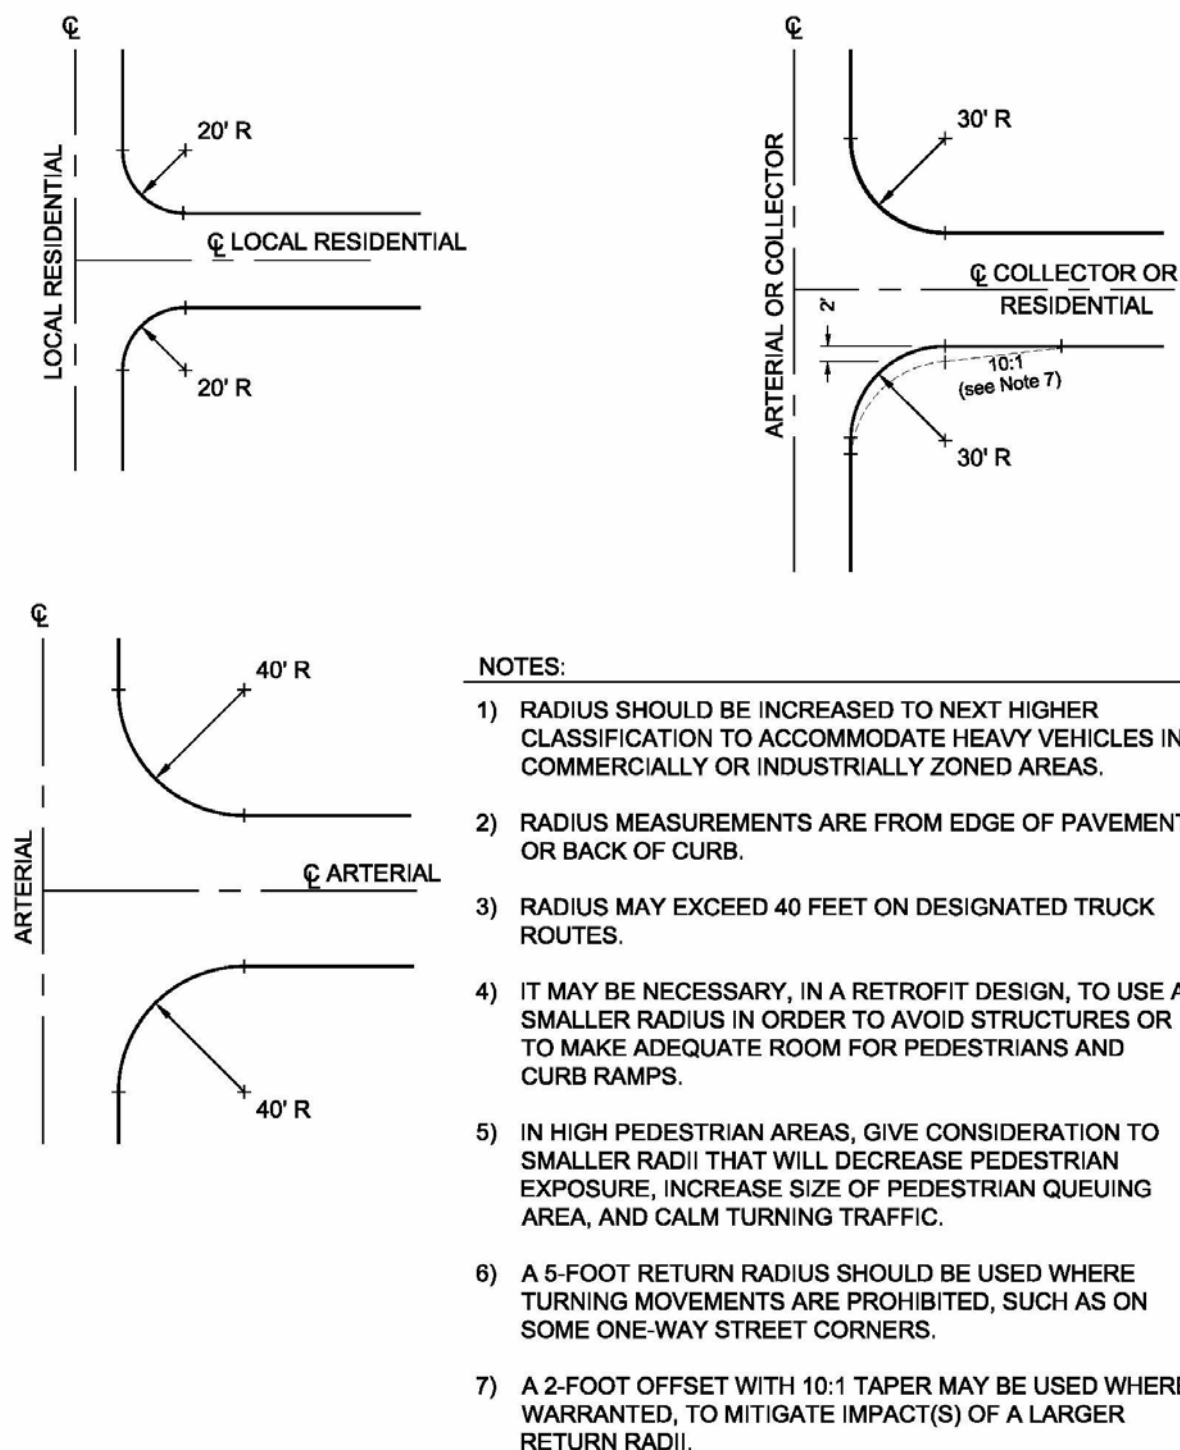 ℄
20' R
LOCAL RESIDENTIAL
℄ LOCAL RESIDENTIAL
20' R
℄
30' R
ARTERIAL OR COLLECTOR
℄ COLLECTOR OR
RESIDENTIAL
2'
10:1
(see Note 7)
30' R
℄
40' R
ARTERIAL
℄ ARTERIAL
40' R
NOTES:
1) RADIUS SHOULD BE INCREASED TO NEXT HIGHER
CLASSIFICATION TO ACCOMMODATE HEAVY VEHICLES IN
COMMERCIALLY OR INDUSTRIALLY ZONED AREAS.
2) RADIUS MEASUREMENTS ARE FROM EDGE OF PAVEMENT
OR BACK OF CURB.
3) RADIUS MAY EXCEED 40 FEET ON DESIGNATED TRUCK
ROUTES.
4) IT MAY BE NECESSARY, IN A RETROFIT DESIGN, TO USE A
SMALLER RADIUS IN ORDER TO AVOID STRUCTURES OR
TO MAKE ADEQUATE ROOM FOR PEDESTRIANS AND
CURB RAMPS.
5) IN HIGH PEDESTRIAN AREAS, GIVE CONSIDERATION TO
SMALLER RADII THAT WILL DECREASE PEDESTRIAN
EXPOSURE, INCREASE SIZE OF PEDESTRIAN QUEUING
AREA, AND CALM TURNING TRAFFIC.
6) A 5-FOOT RETURN RADIUS SHOULD BE USED WHERE
TURNING MOVEMENTS ARE PROHIBITED, SUCH AS ON
SOME ONE-WAY STREET CORNERS.
7) A 2-FOOT OFFSET WITH 10:1 TAPER MAY BE USED WHERE
WARRANTED, TO MITIGATE IMPACT(S) OF A LARGER
RETURN RADII.